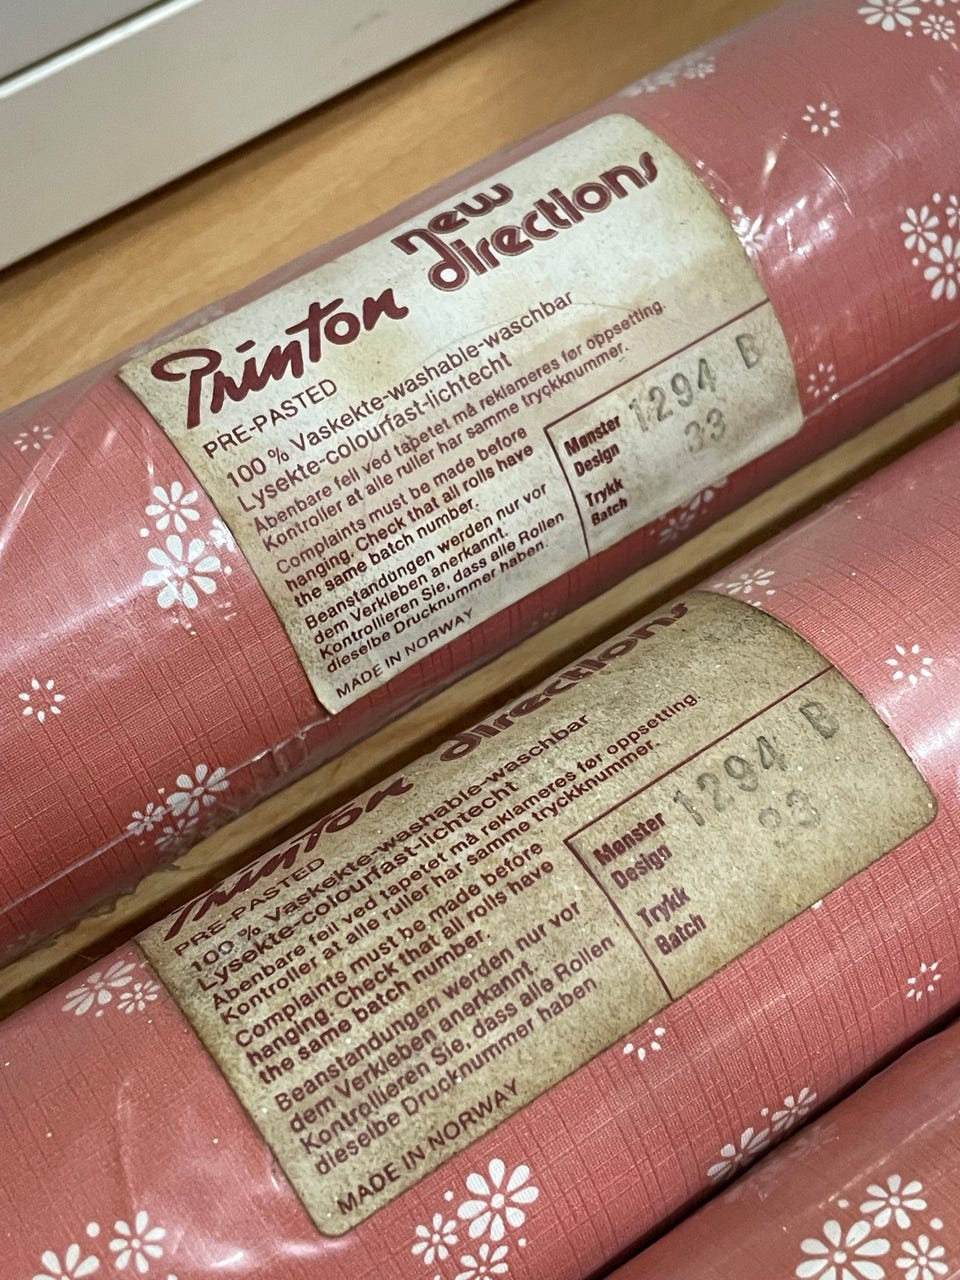 Printon new directions
PRE-PASTED
100 % Vaskekte-washable-waschbar
Lysekte-colourfast-lichtecht
Åbenbare feil ved tapetet må reklameres før oppsetting.
Kontroller at alle ruller har samme tryckknummer.
Complaints must be made before
hanging. Check that all rolls have
the same batch number.
Beanstandungen werden nur vor
dem Verkleben anerkannt.
Kontrollieren Sie, dass alle Rollen
dieselbe Drucknummer haben.
MADE IN NORWAY
Mønster
Design
1294 B
33
Trykk
Batch
Printon directions
PRE-PASTED
100 % Vaskekte-washable-waschbar
Lysekte-colourfast-lichtecht
Åbenbare feil ved tapetet må reklameres før oppsetting.
Kontroller at alle ruller har samme tryckknummer.
Complaints must be made before
hanging. Check that all rolls have
the same batch number.
Beanstandungen werden nur vor
dem Verkleben anerkannt
Kontrollieren Sie, dass alle Rollen
dieselbe Drucknummer haben
MADE IN NORWAY
Mønster
Design
1294 B
33
Trykk
Batch